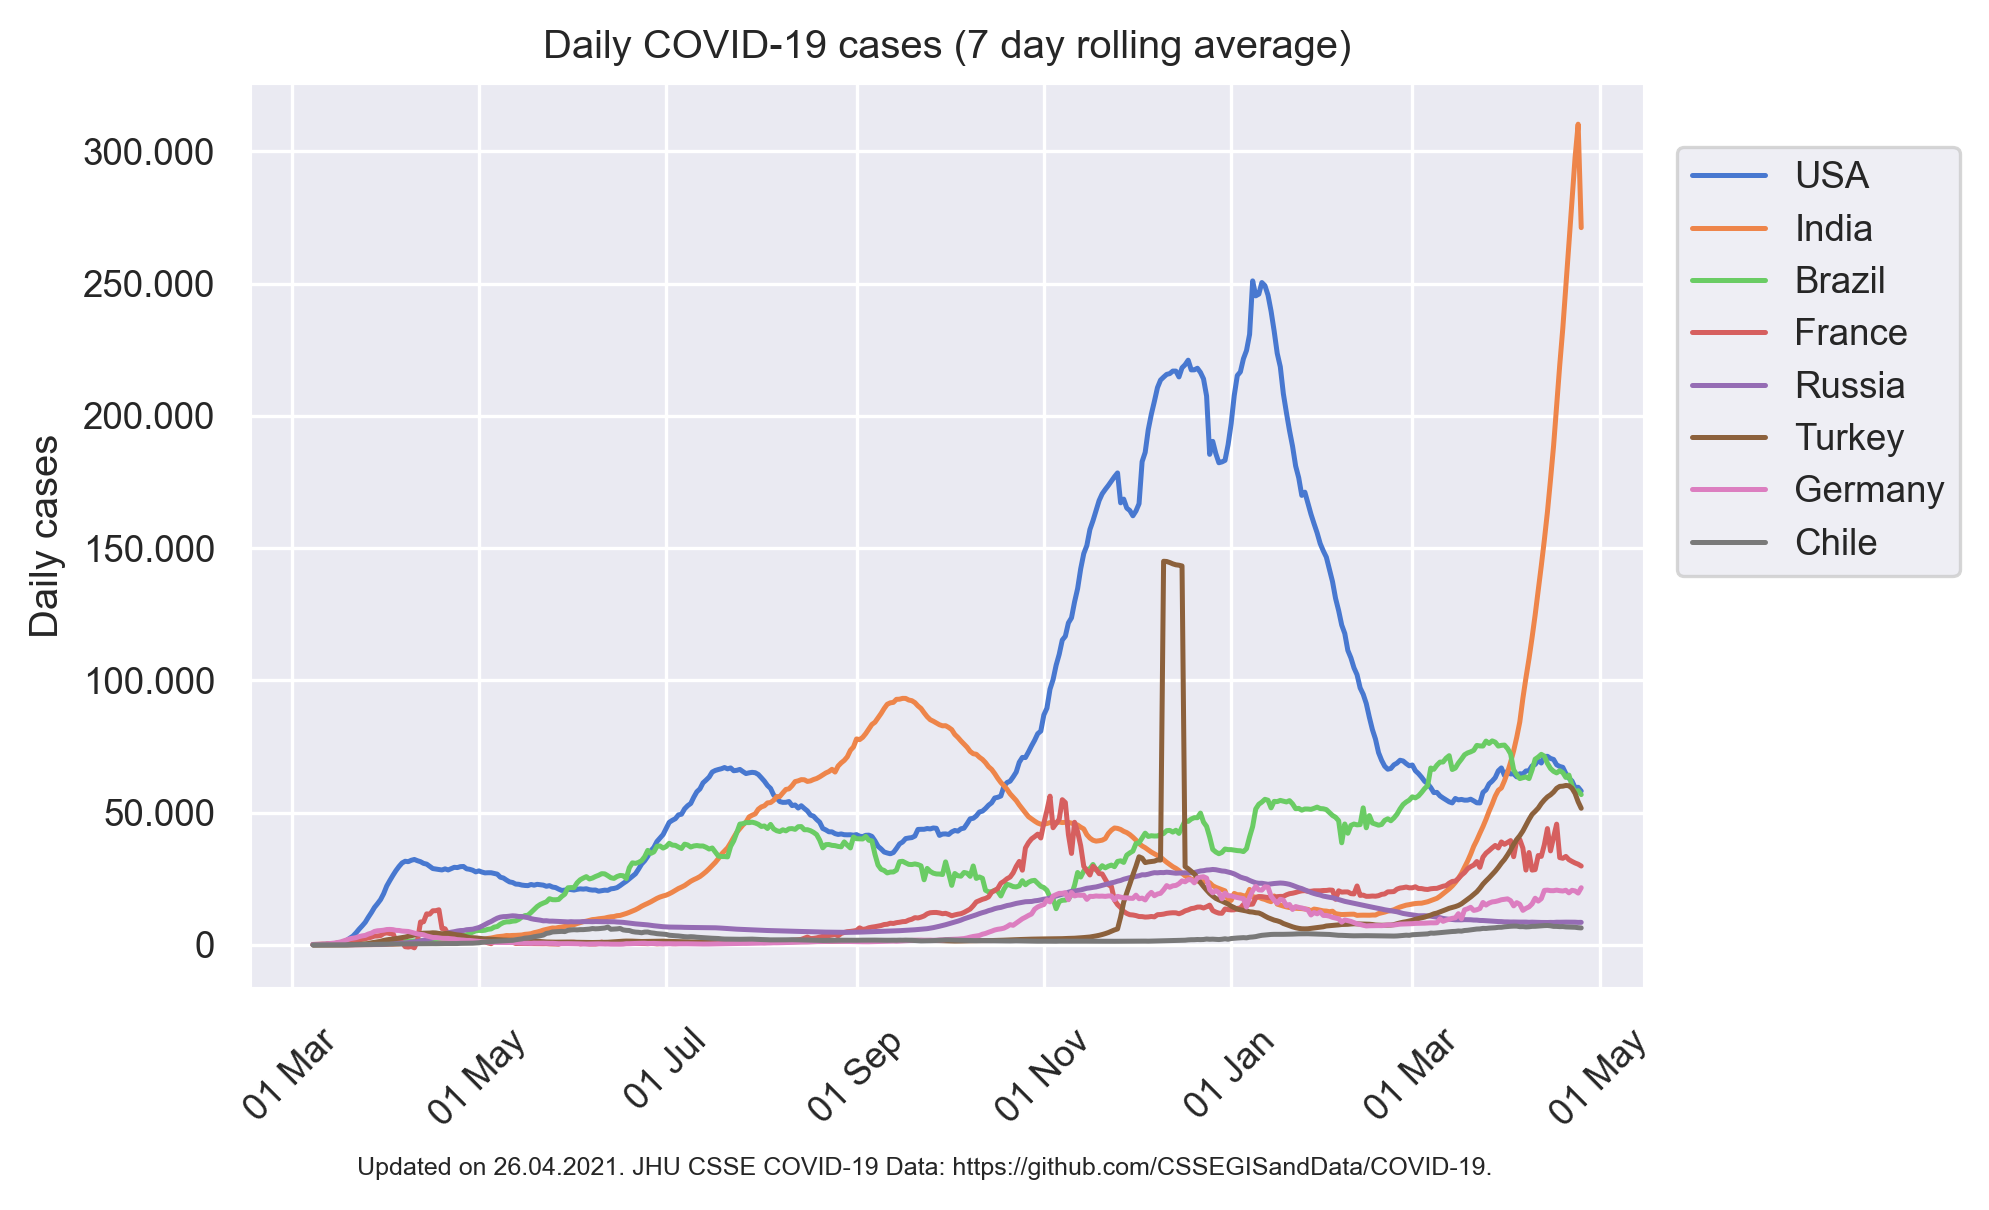 Daily COVID-19 cases (7 day rolling average)
Daily cases
300.000
250.000
200.000
150.000
100.000
50.000
0
01 Mar
01 May
01 Jul
01 Sep
01 Nov
01 Jan
01 Mar
01 May
USA
India
Brazil
France
Russia
Turkey
Germany
Chile
Updated on 26.04.2021. JHU CSSE COVID-19 Data: https://github.com/CSSEGISandData/COVID-19.